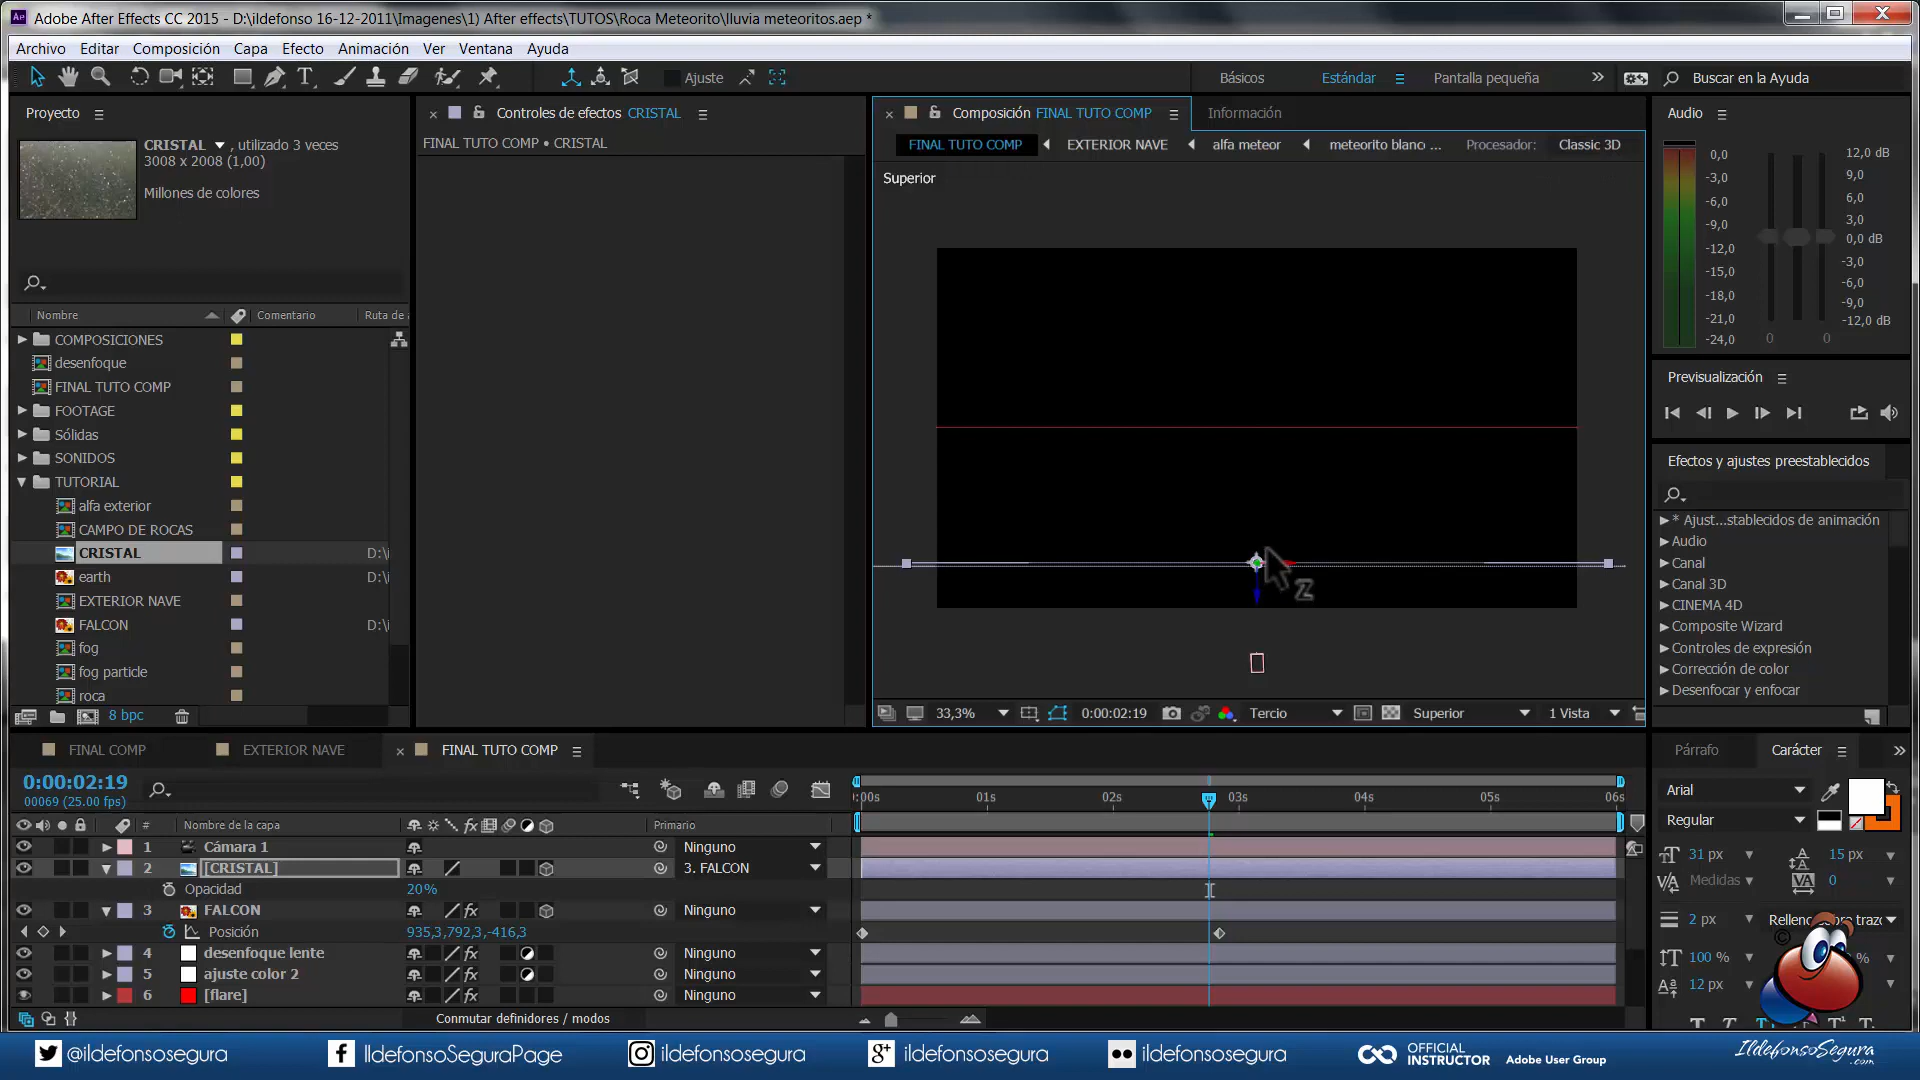 Adobe After Effects CC 2015 - D:\ildefonso 16-12-2011\Imagenes\1) After effects\TUTOS\Roca Meteorito\lluvia meteoritos.aep *
Archivo Editar Composición Capa Efecto Animación Ver Ventana Ayuda
Ajuste
Básicos Estándar Pantalla pequeña Buscar en la Ayuda
Proyecto
CRISTAL , utilizado 3 veces
3008 x 2008 (1,00)
Millones de colores
Nombre Comentario Ruta de
COMPOSICIONES
desenfoque
FINAL TUTO COMP
FOOTAGE
Sólidas
SONIDOS
TUTORIAL
alfa exterior
CAMPO DE ROCAS
CRISTAL D:\i
earth D:\i
EXTERIOR NAVE
FALCON D:\i
fog
fog particle
roca
8 bpc
Controles de efectos CRISTAL
FINAL TUTO COMP • CRISTAL
Composición FINAL TUTO COMP Información
FINAL TUTO COMP EXTERIOR NAVE alfa meteor meteorito blanco ... Procesador: Classic 3D
Superior
Z
33,3% 0:00:02:19 Tercio Superior 1 Vista
Audio
0,0
-3,0
-6,0
-9,0
-12,0
-15,0
-18,0
-21,0
-24,0
12,0 dB
9,0
6,0
3,0
0,0 dB
-3,0
-6,0
-9,0
-12,0 dB
0 0
Previsualización
Efectos y ajustes preestablecidos
* Ajust...stablecidos de animación
Audio
Canal
Canal 3D
CINEMA 4D
Composite Wizard
Controles de expresión
Corrección de color
Desenfocar y enfocar
FINAL COMP EXTERIOR NAVE FINAL TUTO COMP
0:00:02:19
00069 (25.00 fps)
:00s 01s 02s 03s 04s 05s 06s
# Nombre de la capa Primario
1 Cámara 1 Ninguno
2 [CRISTAL] 3. FALCON
Opacidad 20%
3 FALCON Ninguno
Posición 935,3,792,3,-416,3
4 desenfoque lente Ninguno
5 ajuste color 2 Ninguno
6 [flare] Ninguno
Conmutar definidores / modos
Párrafo Carácter
Arial
Regular
31 px 15 px
Medidas 0
2 px
100 % %
12 px
@ildefonsosegura IldefonsoSeguraPage ildefonsosegura ildefonsosegura ildefonsosegura OFFICIAL INSTRUCTOR Adobe User Group IldefonsoSegura.com